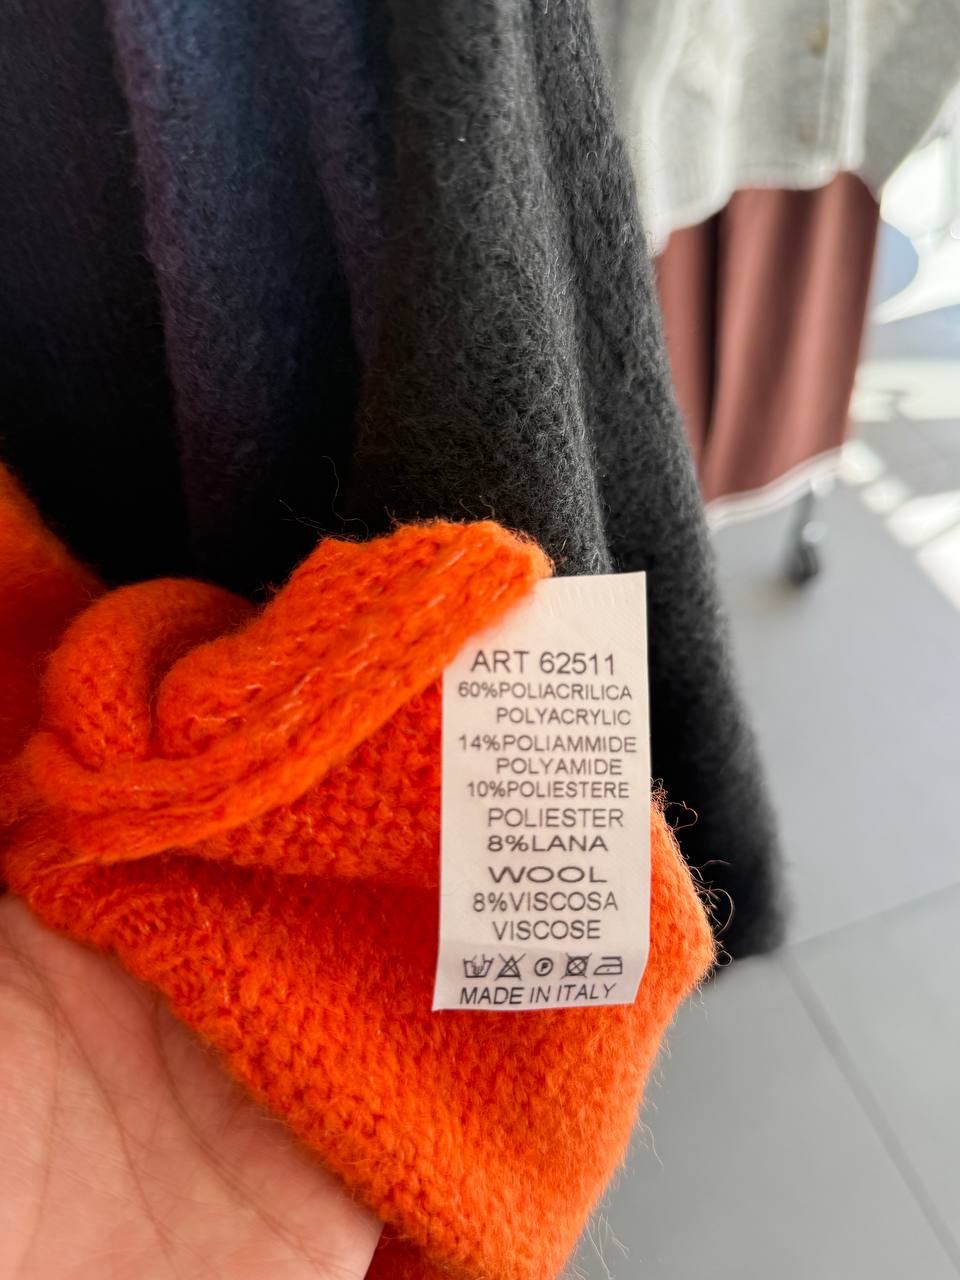 ART 62511
60%POLIACRILICA
POLYACRYLIC
14%POLIAMMIDE
POLYAMIDE
10%POLIESTERE
POLIESTER
8%LANA
WOOL
8%VISCOSA
VISCOSE
MADE IN ITALY